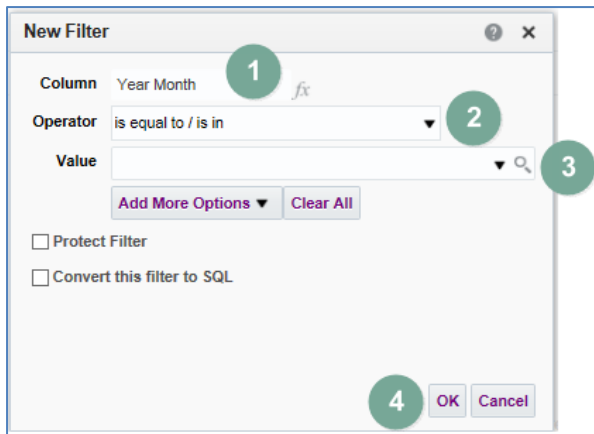 New Filter ? ×
1
Column Year Month fx
Operator is equal to / is in 2
Value 3
Add More Options Clear All
Protect Filter
Convert this filter to SQL
4 OK Cancel